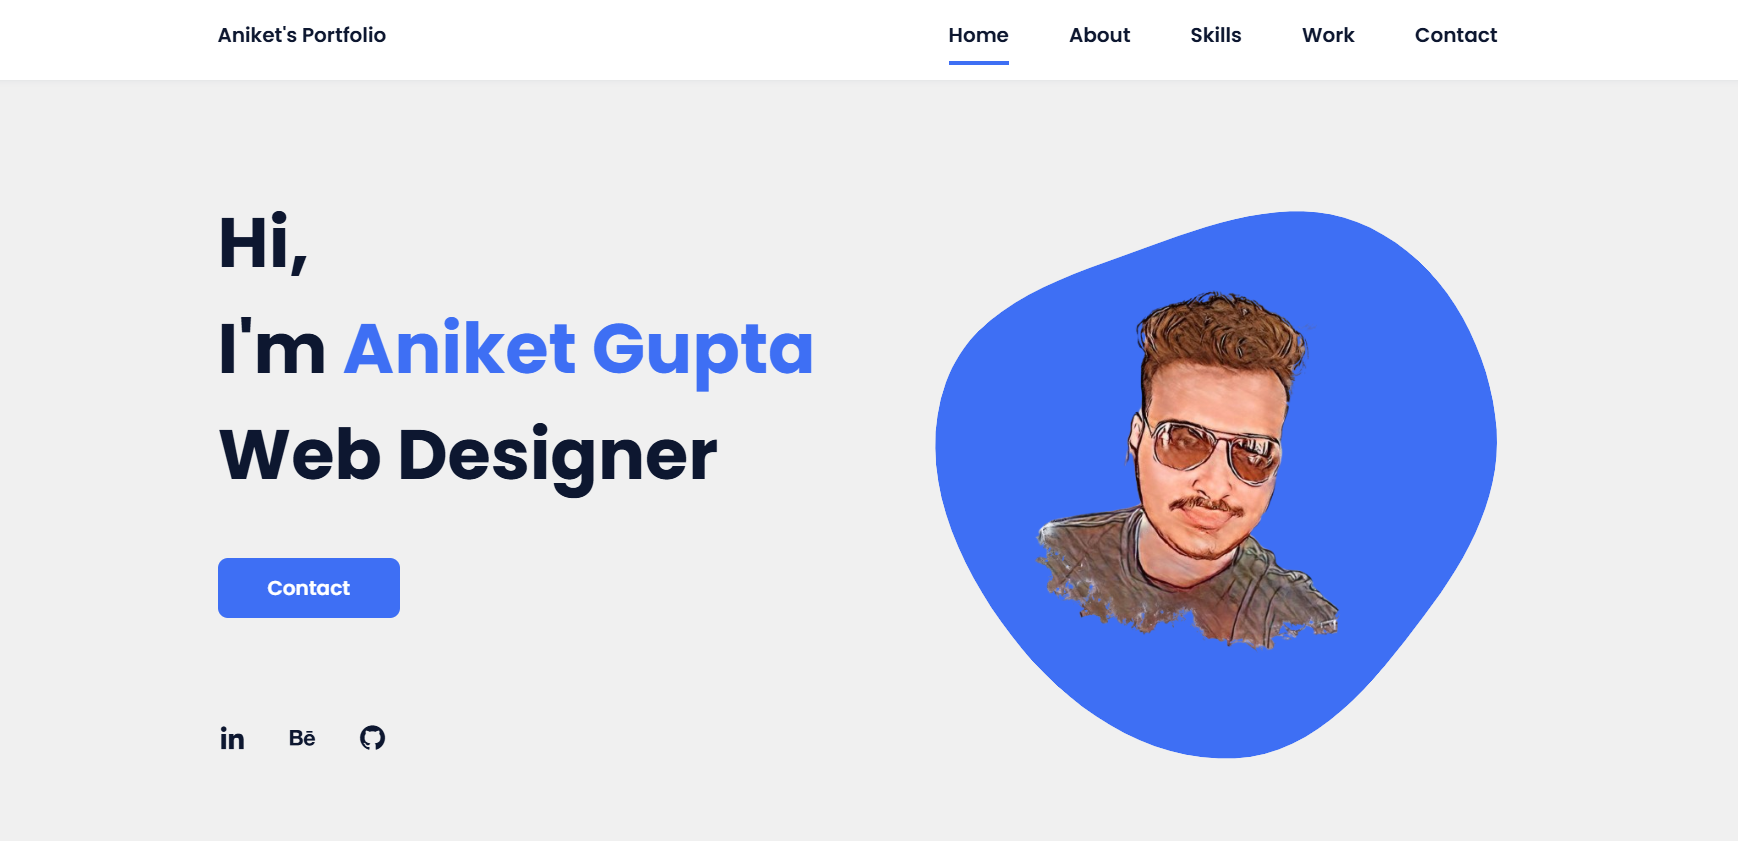 Aniket's Portfolio
Home About Skills Work Contact
Hi,
I'm Aniket Gupta
Web Designer
Contact
in Bē